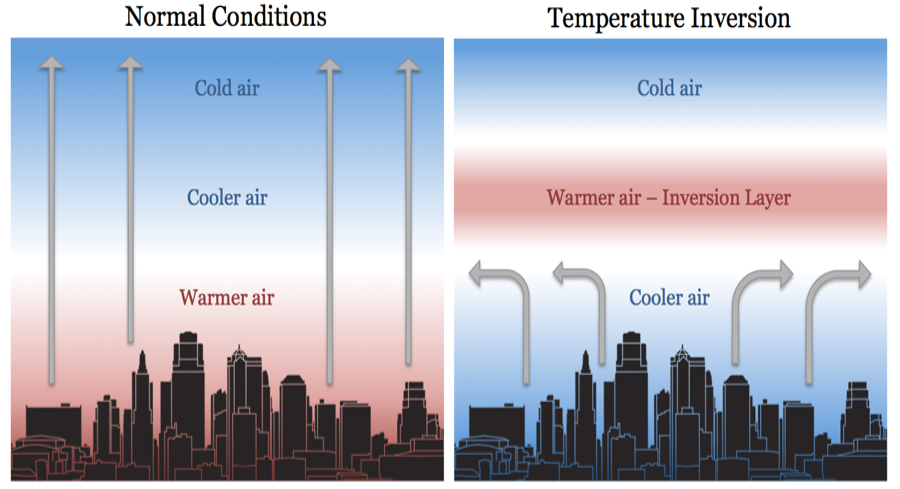 Normal Conditions
Cold air
Cooler air
Warmer air
Temperature Inversion
Cold air
Warmer air – Inversion Layer
Cooler air